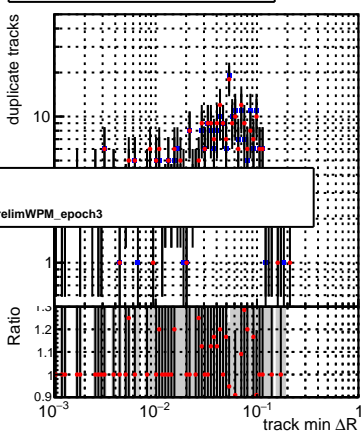 duplicate tracks
10
relimWPM_epoch3
1
Ratio
1.3
1.2
1.1
1
0.9
10⁻³
10⁻²
10⁻¹
1
track min ΔR